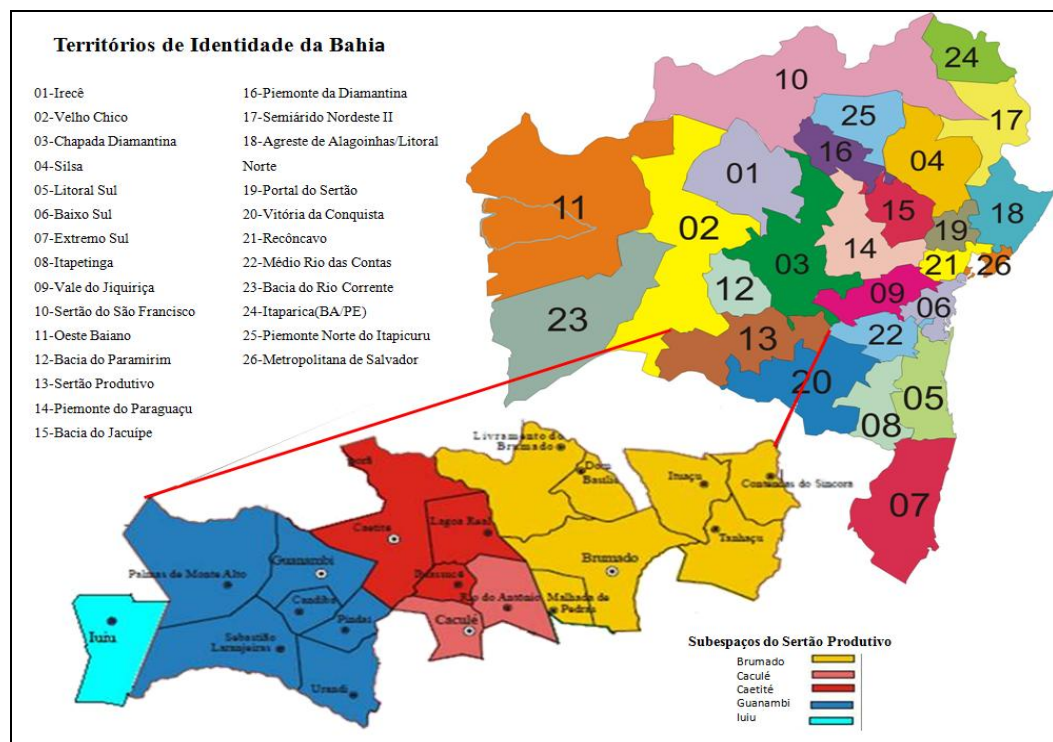 Territórios de Identidade da Bahia
01-Irecê
02-Velho Chico
03-Chapada Diamantina
04-Silsa
05-Litoral Sul
06-Baixo Sul
07-Extremo Sul
08-Itapetinga
09-Vale do Jiquiriça
10-Sertão do São Francisco
11-Oeste Baiano
12-Bacia do Paramirim
13-Sertão Produtivo
14-Piemonte do Paraguaçu
15-Bacia do Jacuípe
16-Piemonte da Diamantina
17-Semiárido Nordeste II
18-Agreste de Alagoinhas/Litoral
Norte
19-Portal do Sertão
20-Vitória da Conquista
21-Recôncavo
22-Médio Rio das Contas
23-Bacia do Rio Corrente
24-Itaparica(BA/PE)
25-Piemonte Norte do Itapicuru
26-Metropolitana de Salvador
24
10
25
17
16
04
01
11
15
18
02
19
14
03
21
26
12
09
06
23
13
22
20
05
08
07
Livramento do
Brumado
Dom
Basilio
Ituaçu
Contendas do Sincora
Caetité
Lagoa Real
Tanhaçu
Guanambi
Brumado
Palmas de Monte Alto
Candiba
Rio do Antônio
Malhada de
Pedras
Iuiu
Pindai
Caculé
Sebastião
Laranjeiras
Urandi
Subespaços do Sertão Produtivo
Brumado
Caculé
Caetité
Guanambi
Iuiu